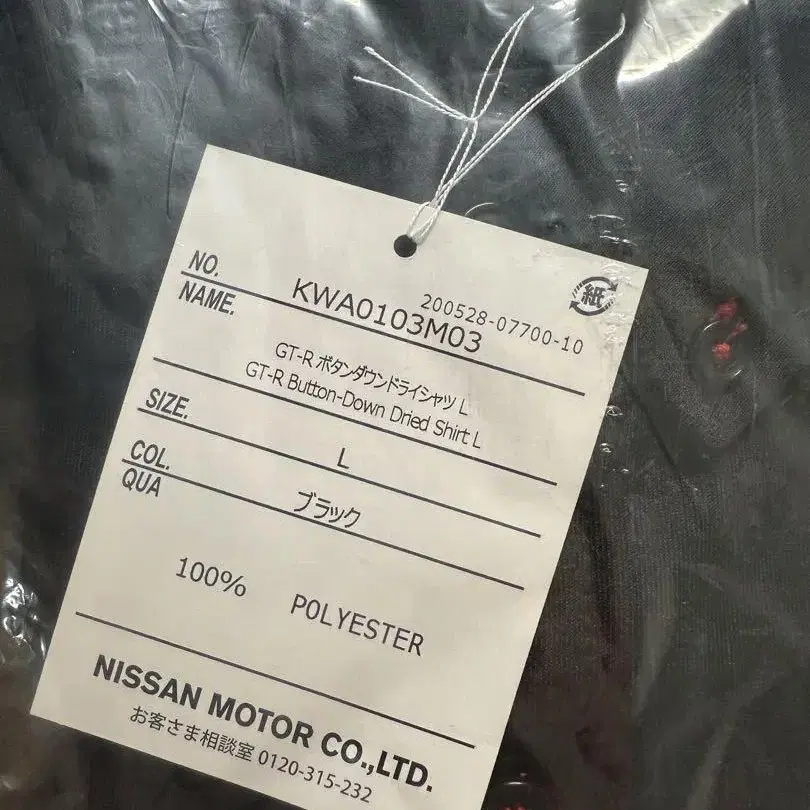 紙
200528-07700-10
NO. KWA0103M03
NAME.
GT-R ボタンダウンドライシャツ L
GT-R Button-Down Dried Shirt L
SIZE. L
COL. ブラック
QUA
100% POLYESTER
NISSAN MOTOR CO.,LTD.
お客さま相談室 0120-315-232